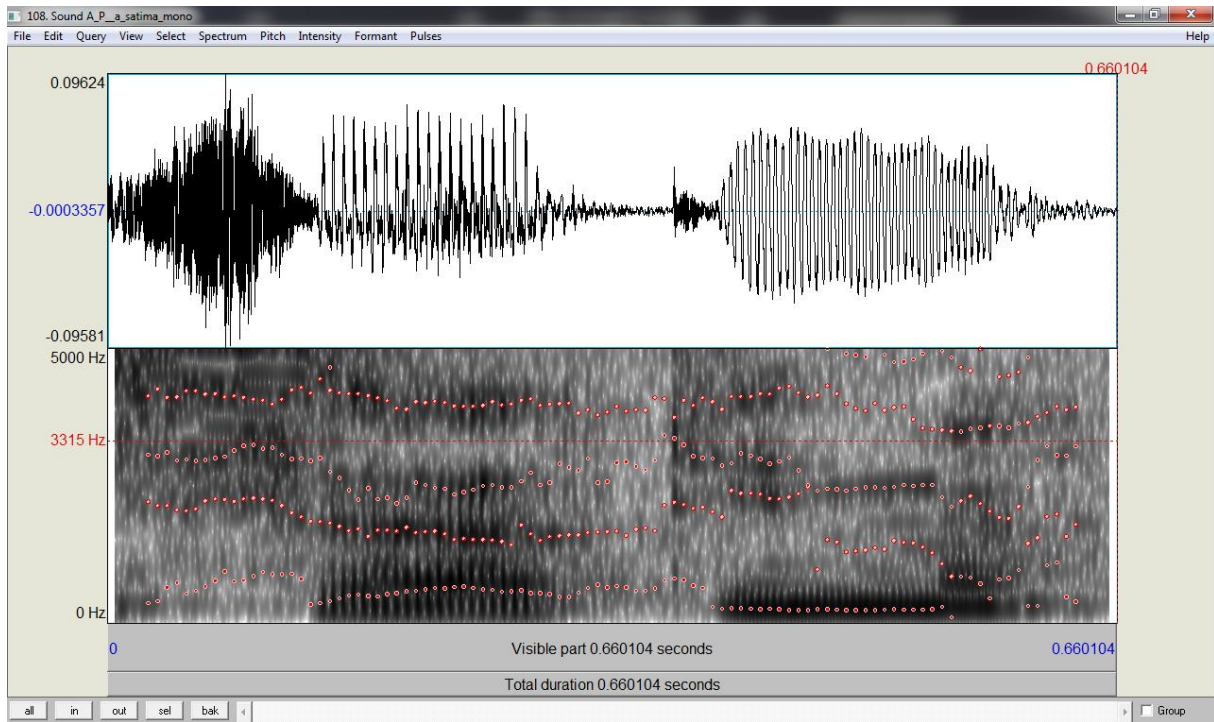 108. Sound A_P__a_satima_mono
File Edit Query View Select Spectrum Pitch Intensity Formant Pulses Help
0.660104
0.09624
-0.0003357
-0.09581
5000 Hz
3315 Hz
0 Hz
0 Visible part 0.660104 seconds 0.660104
Total duration 0.660104 seconds
all in out sel bak Group